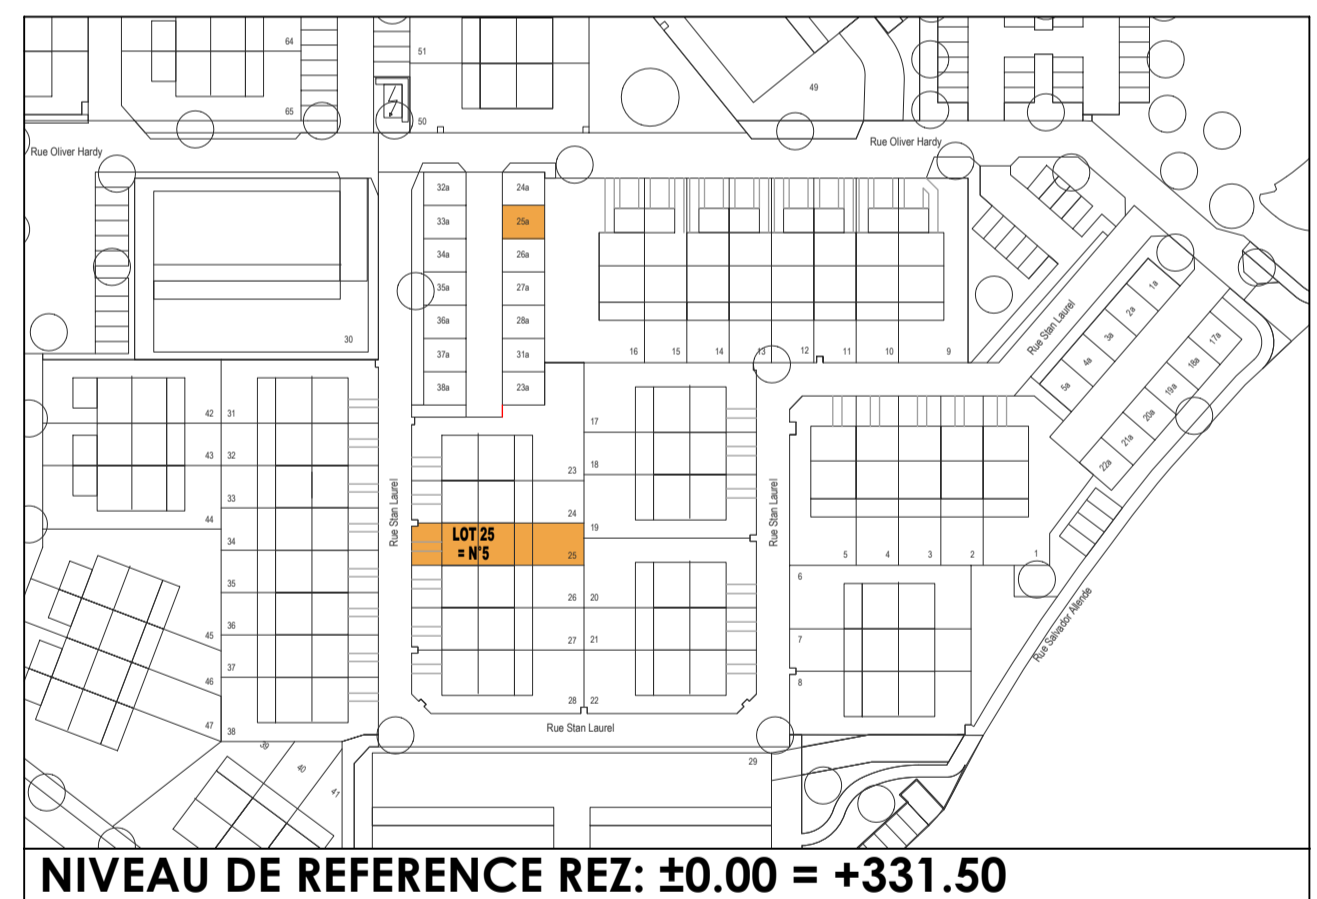 64
51
49
65
50
Rue Oliver Hardy
Rue Oliver Hardy
32a
24a
33a
25a
34a
26a
35a
27a
36a
28a
37a
31a
38a
23a
30
16
15
14
13
12
11
10
9
Rue Stan Laurel
1a
2a
3a
4a
5a
17a
18a
19a
20a
21a
22a
42
31
43
32
33
44
34
35
36
45
37
46
47
38
39
40
41
Rue Stan Laurel
17
18
23
24
19
LOT 25
= N°5
25
26
20
27
21
28
22
Rue Stan Laurel
Rue Stan Laurel
29
5
4
3
2
1
6
7
8
Rue Salvador Allende
NIVEAU DE REFERENCE REZ: ±0.00 = +331.50